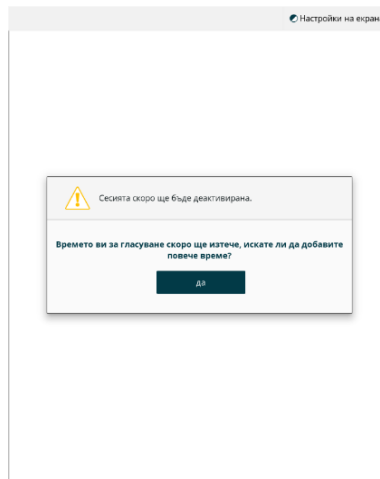 Настройки на екран
Сесията скоро ще бъде деактивирана.
Времето ви за гласуване скоро ще изтече, искате ли да добавите
повече време?
да